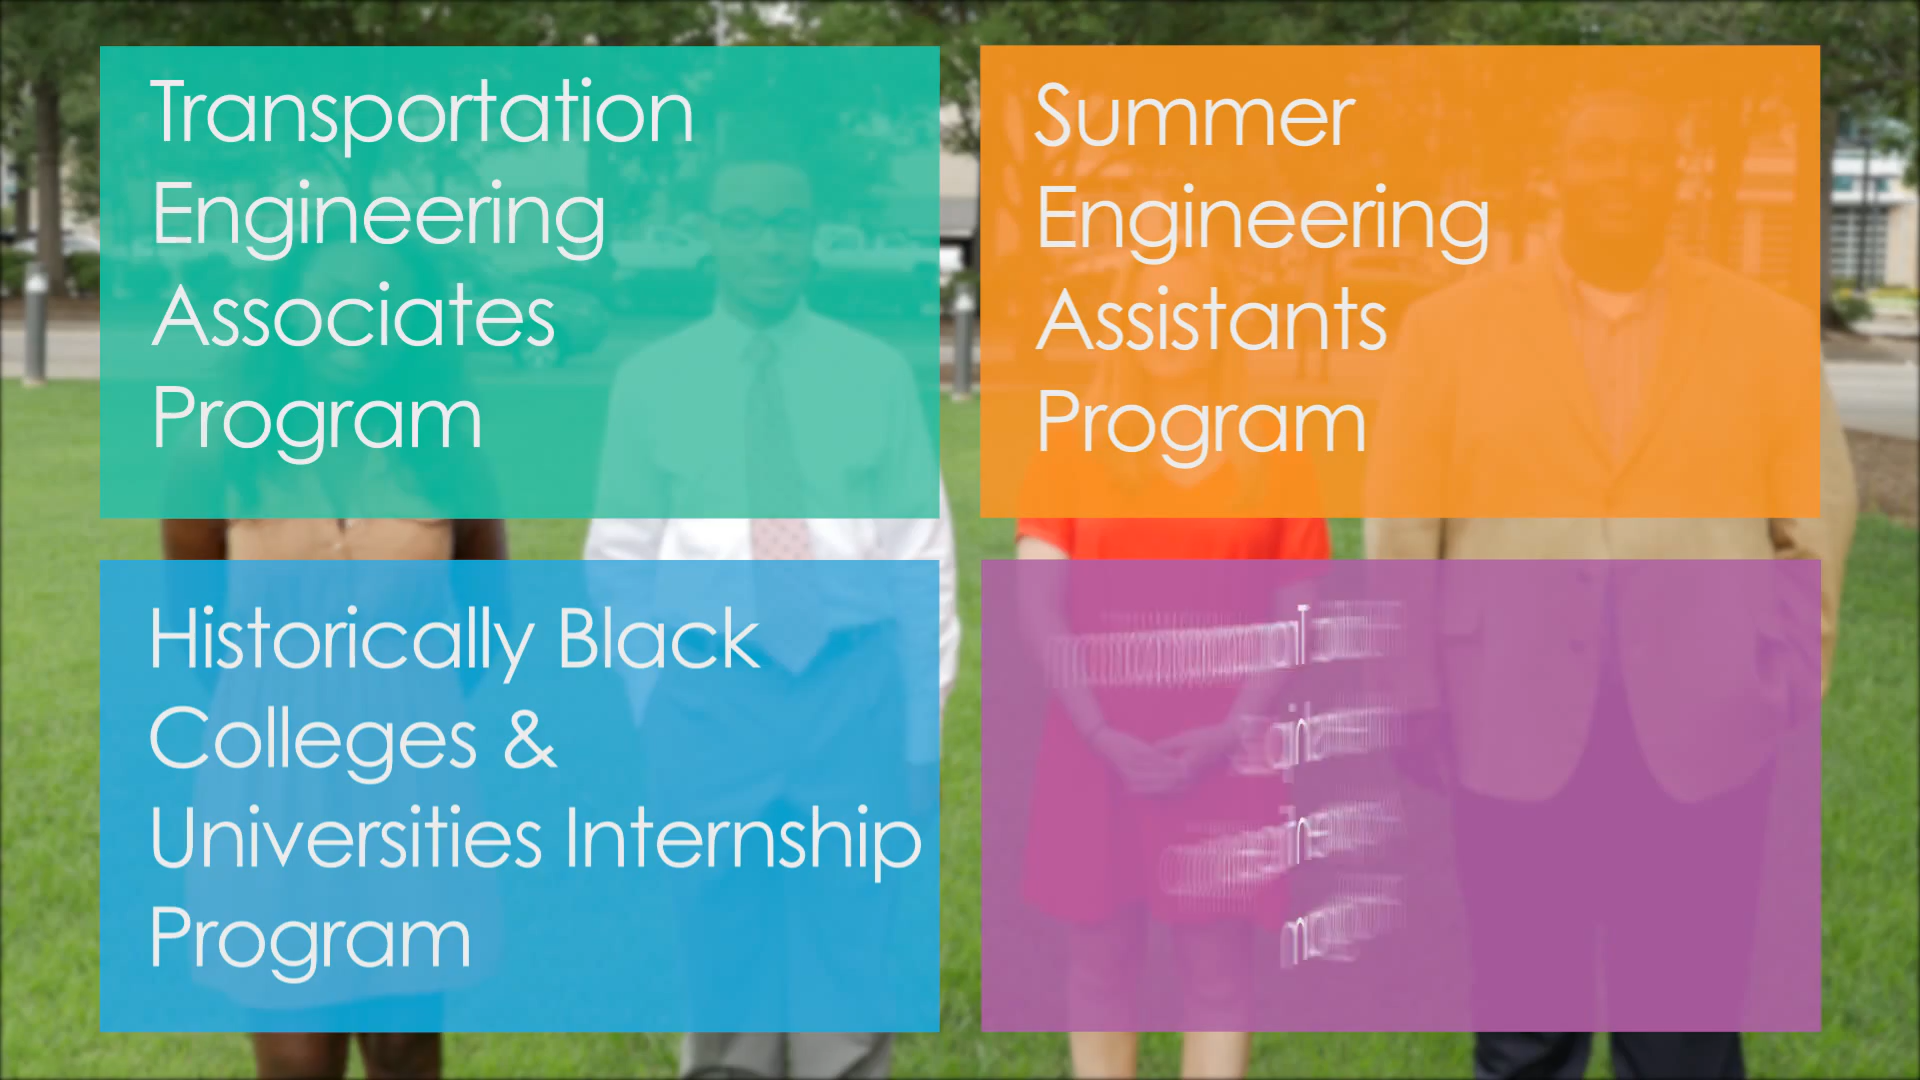 Transportation
Engineering
Associates
Program
Summer
Engineering
Assistants
Program
Historically Black
Colleges &
Universities Internship
Program